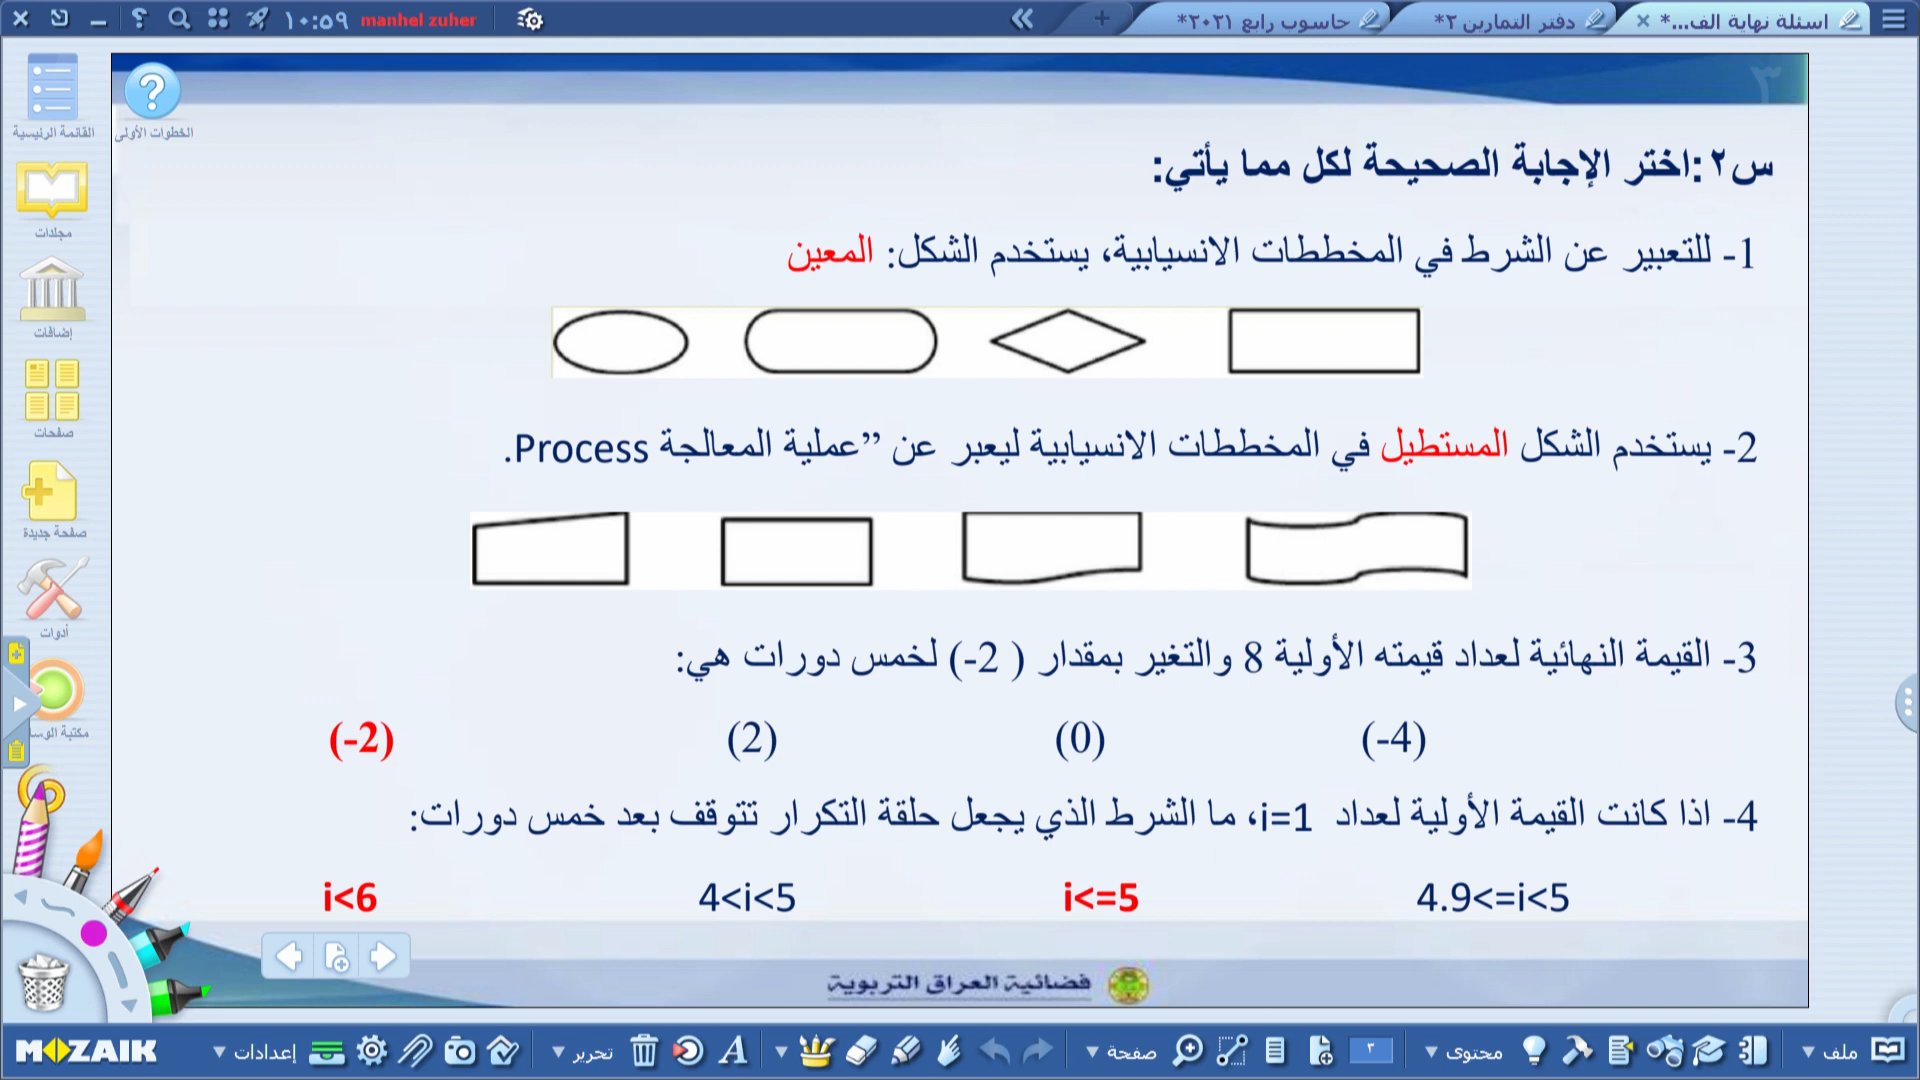 اسئلة نهاية الف...*
دفتر التمارين ٢*
حاسوب رابع ٢٠٢١*
manhel zuher
١٠:٥٩
القائمة الرئيسية
الخطوات الأولى
مجلدات
إضافات
صفحات
صفحة جديدة
أدوات
مكتبة الوسـ
٣
س٢:اختر الإجابة الصحيحة لكل مما يأتي:
1- للتعبير عن الشرط في المخططات الانسيابية، يستخدم الشكل: المعين
2- يستخدم الشكل المستطيل في المخططات الانسيابية ليعبر عن ”عملية المعالجة Process.
3- القيمة النهائية لعداد قيمته الأولية 8 والتغير بمقدار ( 2-) لخمس دورات هي:
(-4) (0) (2) (-2)
4- اذا كانت القيمة الأولية لعداد i=1، ما الشرط الذي يجعل حلقة التكرار تتوقف بعد خمس دورات:
4.9<=i<5 i<=5 4<i<5 i<6
فضائية العراق التربوية
ملف
محتوى
٣
صفحة
تحرير
إعدادات
MOZAIK